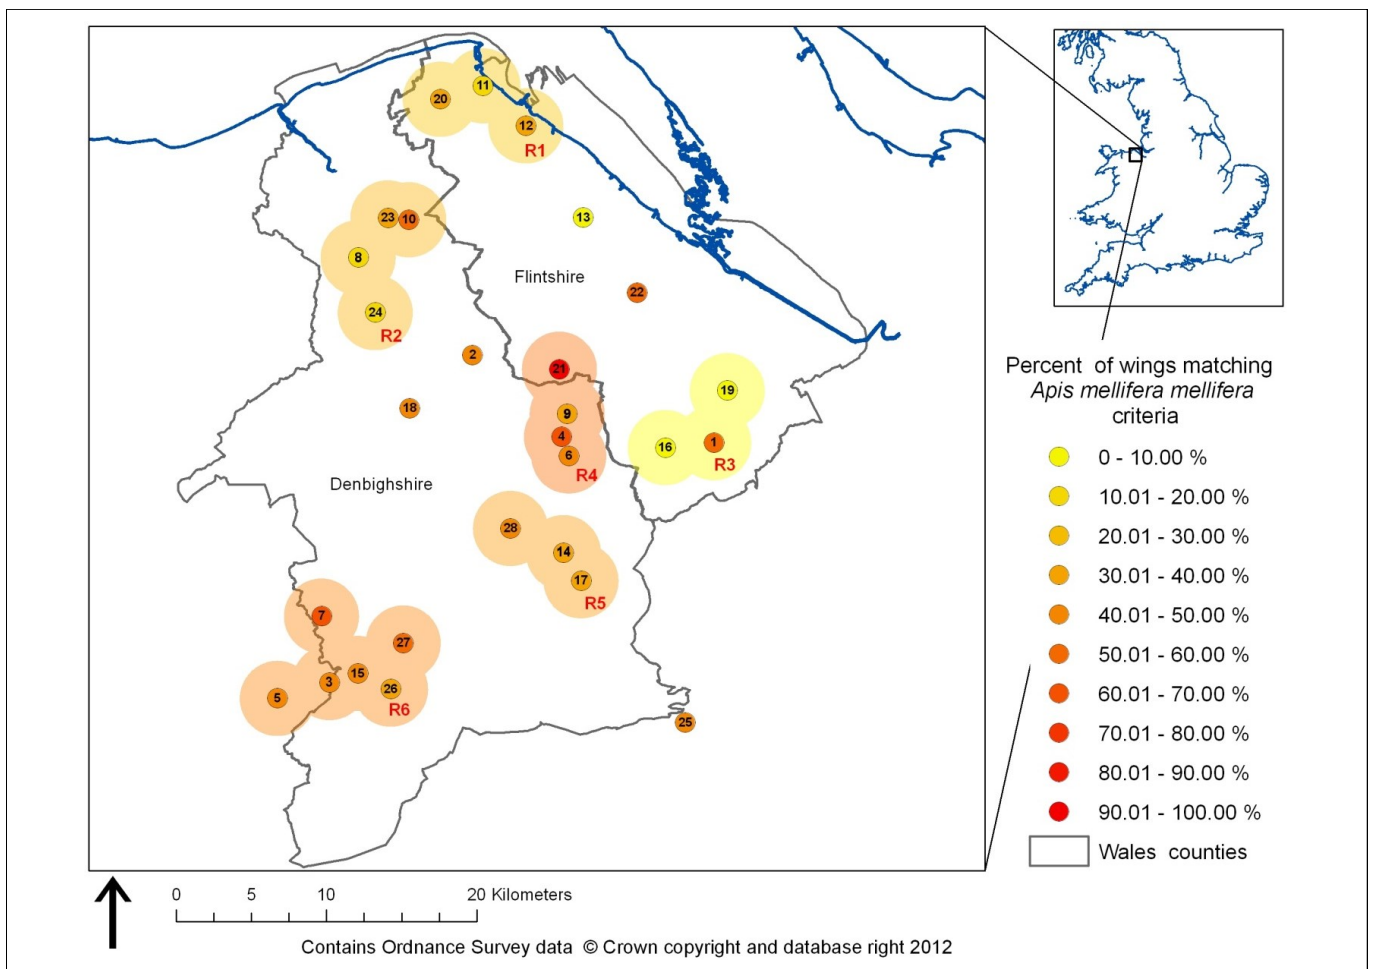 11
20
12
R1
23
10
13
8
Flintshire
22
24
R2
2
21
19
18
9
4
1
16
6
R3
R4
Denbighshire
28
14
17
R5
7
27
15
3
26
5
R6
25
Percent of wings matching
Apis mellifera mellifera
criteria
0 - 10.00 %
10.01 - 20.00 %
20.01 - 30.00 %
30.01 - 40.00 %
40.01 - 50.00 %
50.01 - 60.00 %
60.01 - 70.00 %
70.01 - 80.00 %
80.01 - 90.00 %
90.01 - 100.00 %
Wales counties
0 5 10 20 Kilometers
Contains Ordnance Survey data © Crown copyright and database right 2012